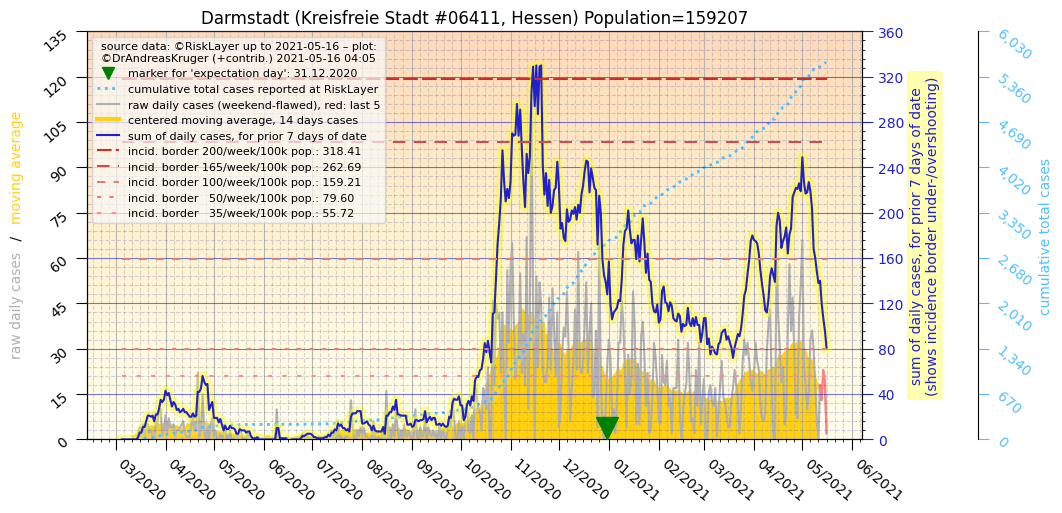 Darmstadt (Kreisfreie Stadt #06411, Hessen) Population=159207
source data: ©RiskLayer up to 2021-05-16 – plot:
©DrAndreasKruger (+contrib.) 2021-05-16 04:05
marker for 'expectation day': 31.12.2020
cumulative total cases reported at RiskLayer
raw daily cases (weekend-flawed), red: last 5
centered moving average, 14 days cases
sum of daily cases, for prior 7 days of date
incid. border 200/week/100k pop.: 318.41
incid. border 165/week/100k pop.: 262.69
incid. border 100/week/100k pop.: 159.21
incid. border   50/week/100k pop.: 79.60
incid. border   35/week/100k pop.: 55.72
raw daily cases / moving average
135
120
105
90
75
60
45
30
15
0
360
320
280
240
200
160
120
80
40
0
sum of daily cases, for prior 7 days of date
(shows incidence border under-/overshooting)
6,030
5,360
4,690
4,020
3,350
2,680
2,010
1,340
670
0
cumulative total cases
03/2020
04/2020
05/2020
06/2020
07/2020
08/2020
09/2020
10/2020
11/2020
12/2020
01/2021
02/2021
03/2021
04/2021
05/2021
06/2021